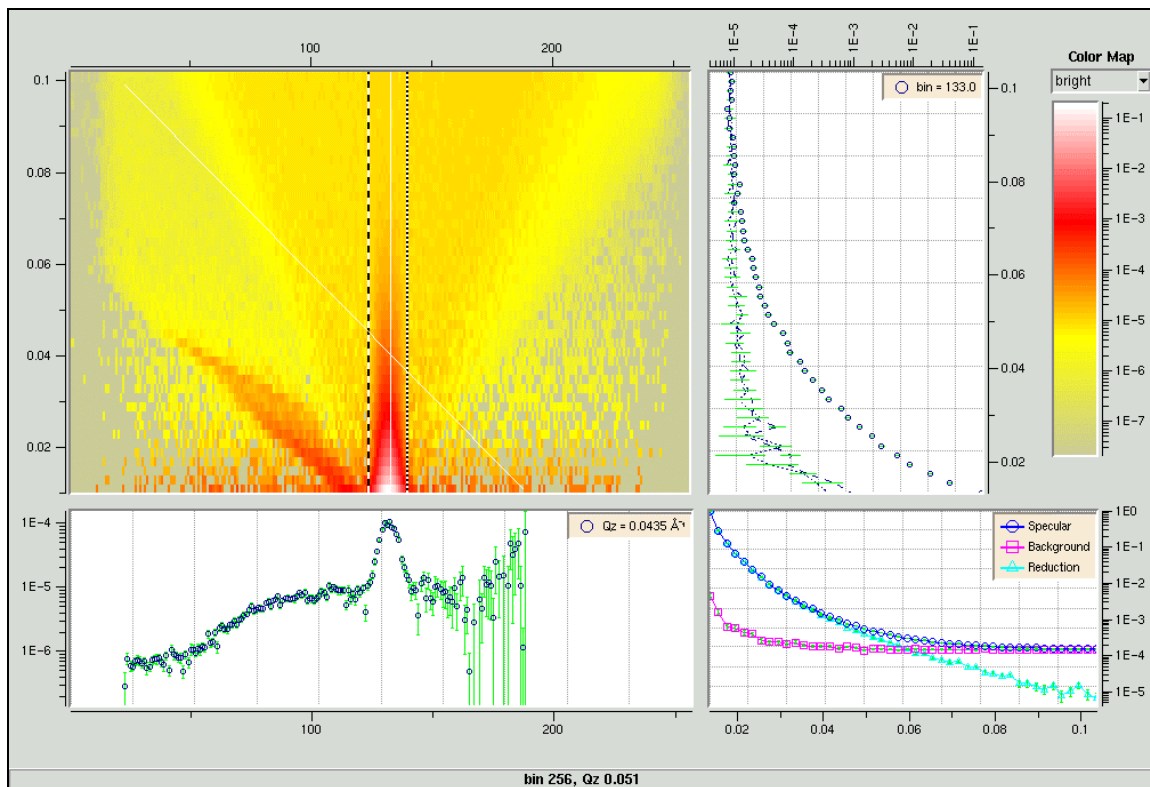 100
200
1E-5
1E-4
1E-3
1E-2
1E-1
Color Map
bright
0.1
0.08
0.06
0.04
0.02
bin = 133.0
0.1
0.08
0.06
0.04
0.02
1E-1
1E-2
1E-3
1E-4
1E-5
1E-6
1E-7
1E-4
1E-5
1E-6
Qz = 0.0435 Å⁻¹
100
200
Specular
Background
Reduction
1E0
1E-1
1E-2
1E-3
1E-4
1E-5
0.02
0.04
0.06
0.08
0.1
bin 256, Qz 0.051